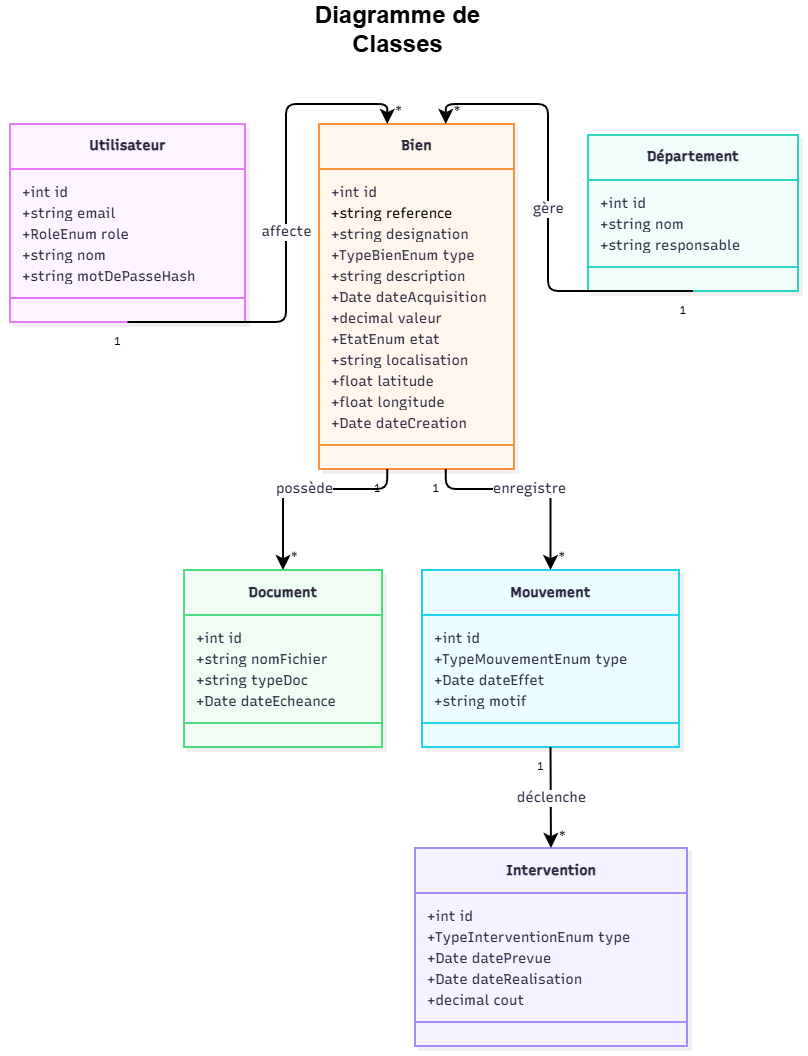 Diagramme de
Classes
*
*
Utilisateur
+int id
+string email
+RoleEnum role
+string nom
+string motDePasseHash
1
affecte
Bien
+int id
+string reference
+string designation
+TypeBienEnum type
+string description
+Date dateAcquisition
+decimal valeur
+EtatEnum etat
+string localisation
+float latitude
+float longitude
+Date dateCreation
gère
Département
+int id
+string nom
+string responsable
1
possède
1
1
enregistre
*
*
Document
+int id
+string nomFichier
+string typeDoc
+Date dateEcheance
Mouvement
+int id
+TypeMouvementEnum type
+Date dateEffet
+string motif
1
déclenche
*
Intervention
+int id
+TypeInterventionEnum type
+Date datePrevue
+Date dateRealisation
+decimal cout